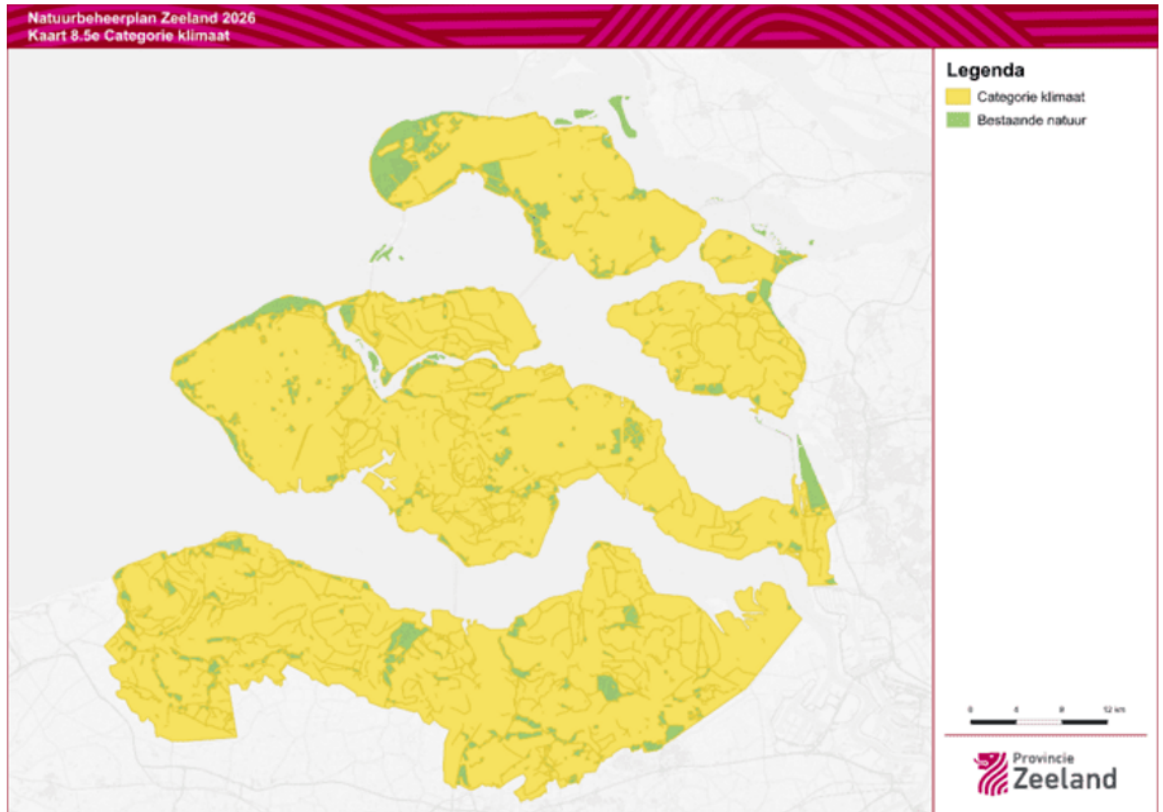 Natuurbeheerplan Zeeland 2026
Kaart 8.5e Categorie klimaat
Legenda
Categorie klimaat
Bestaande natuur
0 4 8 12 km
Provincie
Zeeland